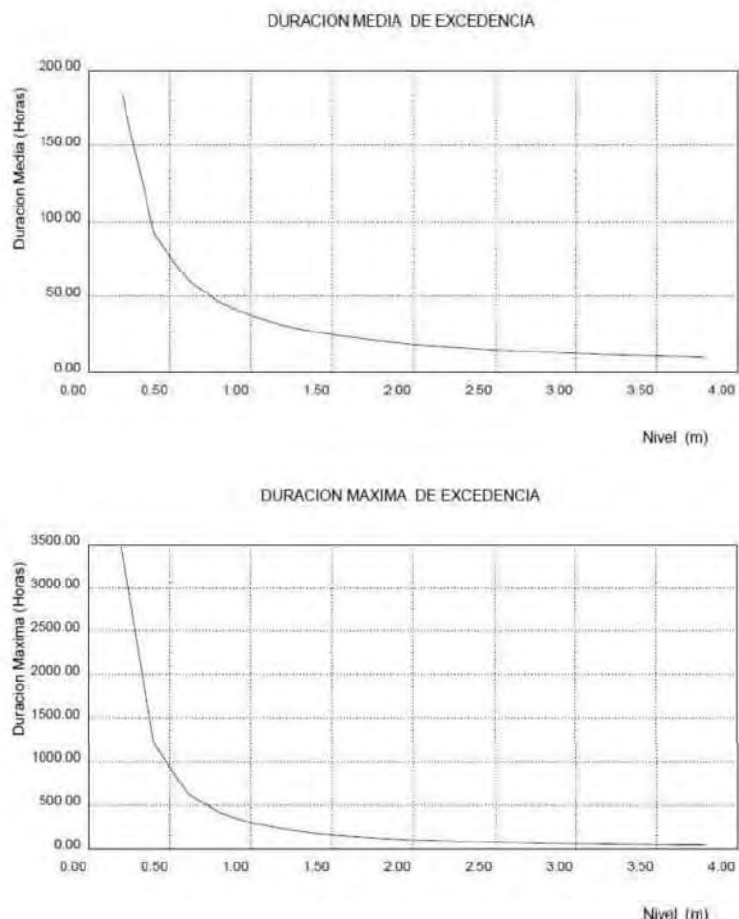 DURACION MEDIA DE EXCEDENCIA
Duracion Media (Horas)
200.00
150.00
100.00
50.00
0.00
0.00 0.50 1.00 1.50 2.00 2.50 3.00 3.50 4.00
Nivel (m)
DURACION MAXIMA DE EXCEDENCIA
Duracion Maxima (Horas)
3500.00
3000.00
2500.00
2000.00
1500.00
1000.00
500.00
0.00
0.00 0.50 1.00 1.50 2.00 2.50 3.00 3.50 4.00
Nivel (m)